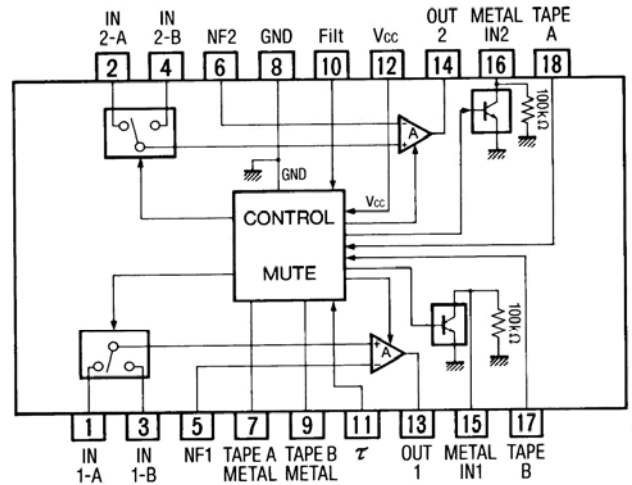 IN 2-A
IN 2-B
NF2
GND
Filt
Vcc
OUT 2
METAL IN2
TAPE A
2
4
6
8
10
12
14
16
18
100kΩ
− A +
GND
Vcc
CONTROL
MUTE
100kΩ
+ A −
1
3
5
7
9
11
13
15
17
IN 1-A
IN 1-B
NF1
TAPE A METAL
TAPE B METAL
τ
OUT 1
METAL IN1
TAPE B